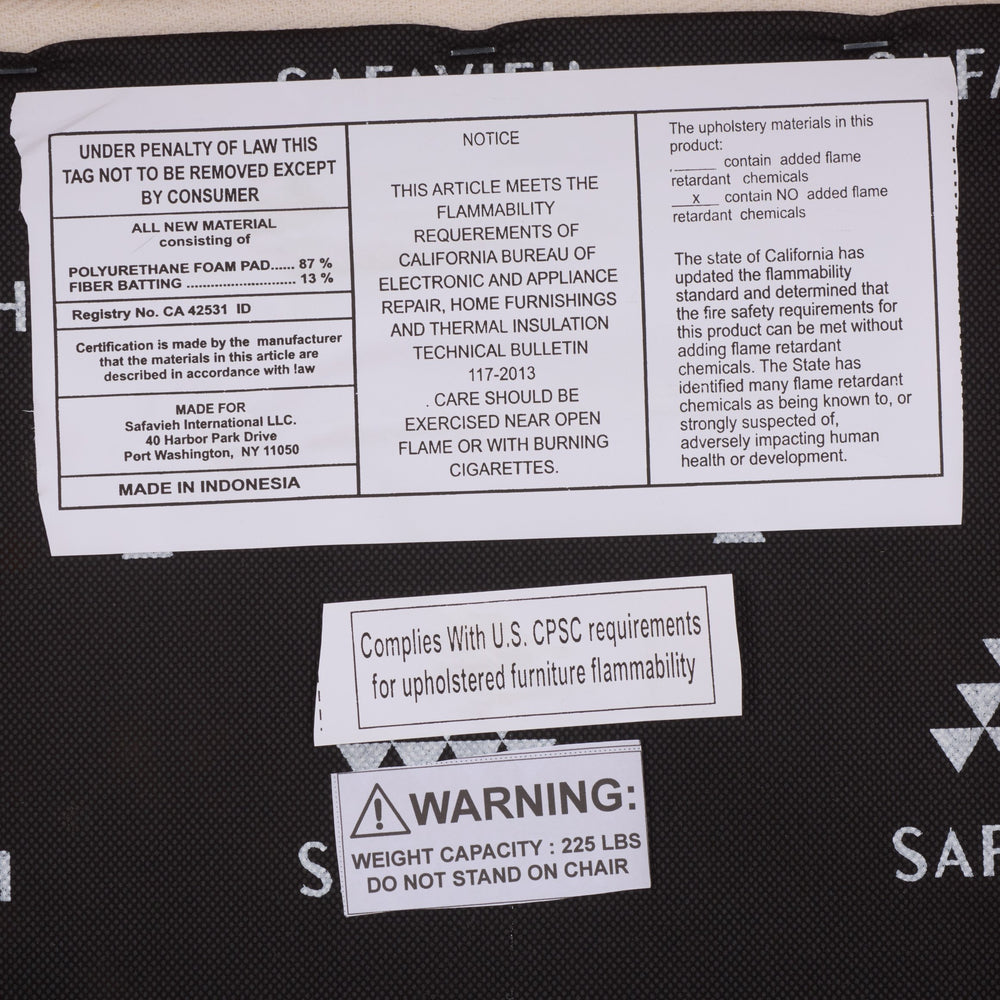 SAFAVIEH
SAFA
UNDER PENALTY OF LAW THIS
TAG NOT TO BE REMOVED EXCEPT
BY CONSUMER
ALL NEW MATERIAL
consisting of
POLYURETHANE FOAM PAD...... 87 %
FIBER BATTING .............................. 13 %
Registry No. CA 42531 ID
Certification is made by the manufacturer
that the materials in this article are
described in accordance with law
MADE FOR
Safavieh International LLC.
40 Harbor Park Drive
Port Washington, NY 11050
MADE IN INDONESIA
NOTICE
THIS ARTICLE MEETS THE
FLAMMABILITY
REQUEREMENTS OF
CALIFORNIA BUREAU OF
ELECTRONIC AND APPLIANCE
REPAIR, HOME FURNISHINGS
AND THERMAL INSULATION
TECHNICAL BULLETIN
117-2013
. CARE SHOULD BE
EXERCISED NEAR OPEN
FLAME OR WITH BURNING
CIGARETTES.
The upholstery materials in this
product:
______ contain added flame
retardant chemicals
__x__ contain NO added flame
retardant chemicals
The state of California has
updated the flammability
standard and determined that
the fire safety requirements for
this product can be met without
adding flame retardant
chemicals. The State has
identified many flame retardant
chemicals as being known to, or
strongly suspected of,
adversely impacting human
health or development.
H
Complies With U.S. CPSC requirements
for upholstered furniture flammability
WARNING:
WEIGHT CAPACITY : 225 LBS
DO NOT STAND ON CHAIR
S
SAF
H